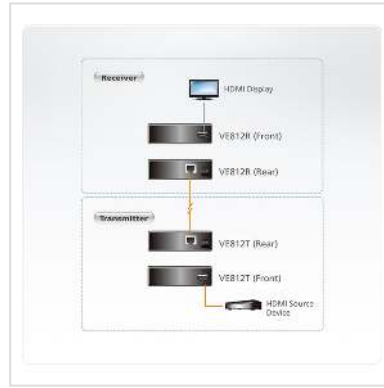 Receiver
HDMI Display
VE812R (Front)
VE812R (Rear)
Transmitter
VE812T (Rear)
VE812T (Front)
HDMI Source
Device